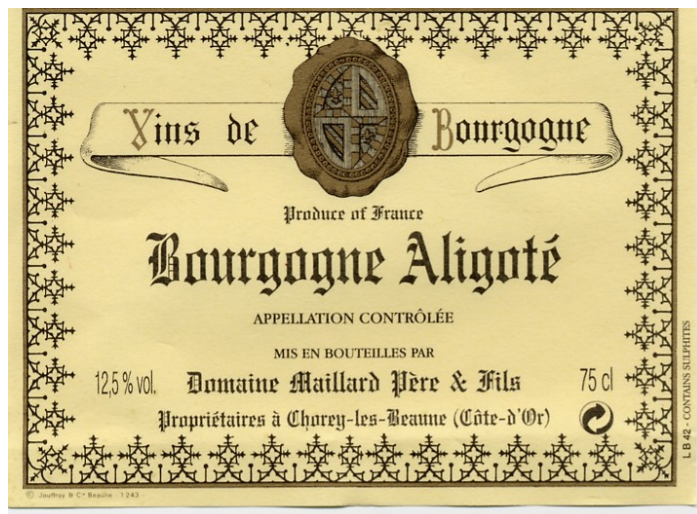 Vins de Bourgogne
Produce of France
Bourgogne Aligoté
APPELLATION CONTRÔLÉE
MIS EN BOUTEILLES PAR
12,5 % vol. Domaine Maillard Père & Fils 75 cl
Propriétaires à Chorey-les-Beaune (Côte-d'Or)
L B 42 - CONTAINS SULPHITES
© Jouffroy & Cie Beaune - 1243